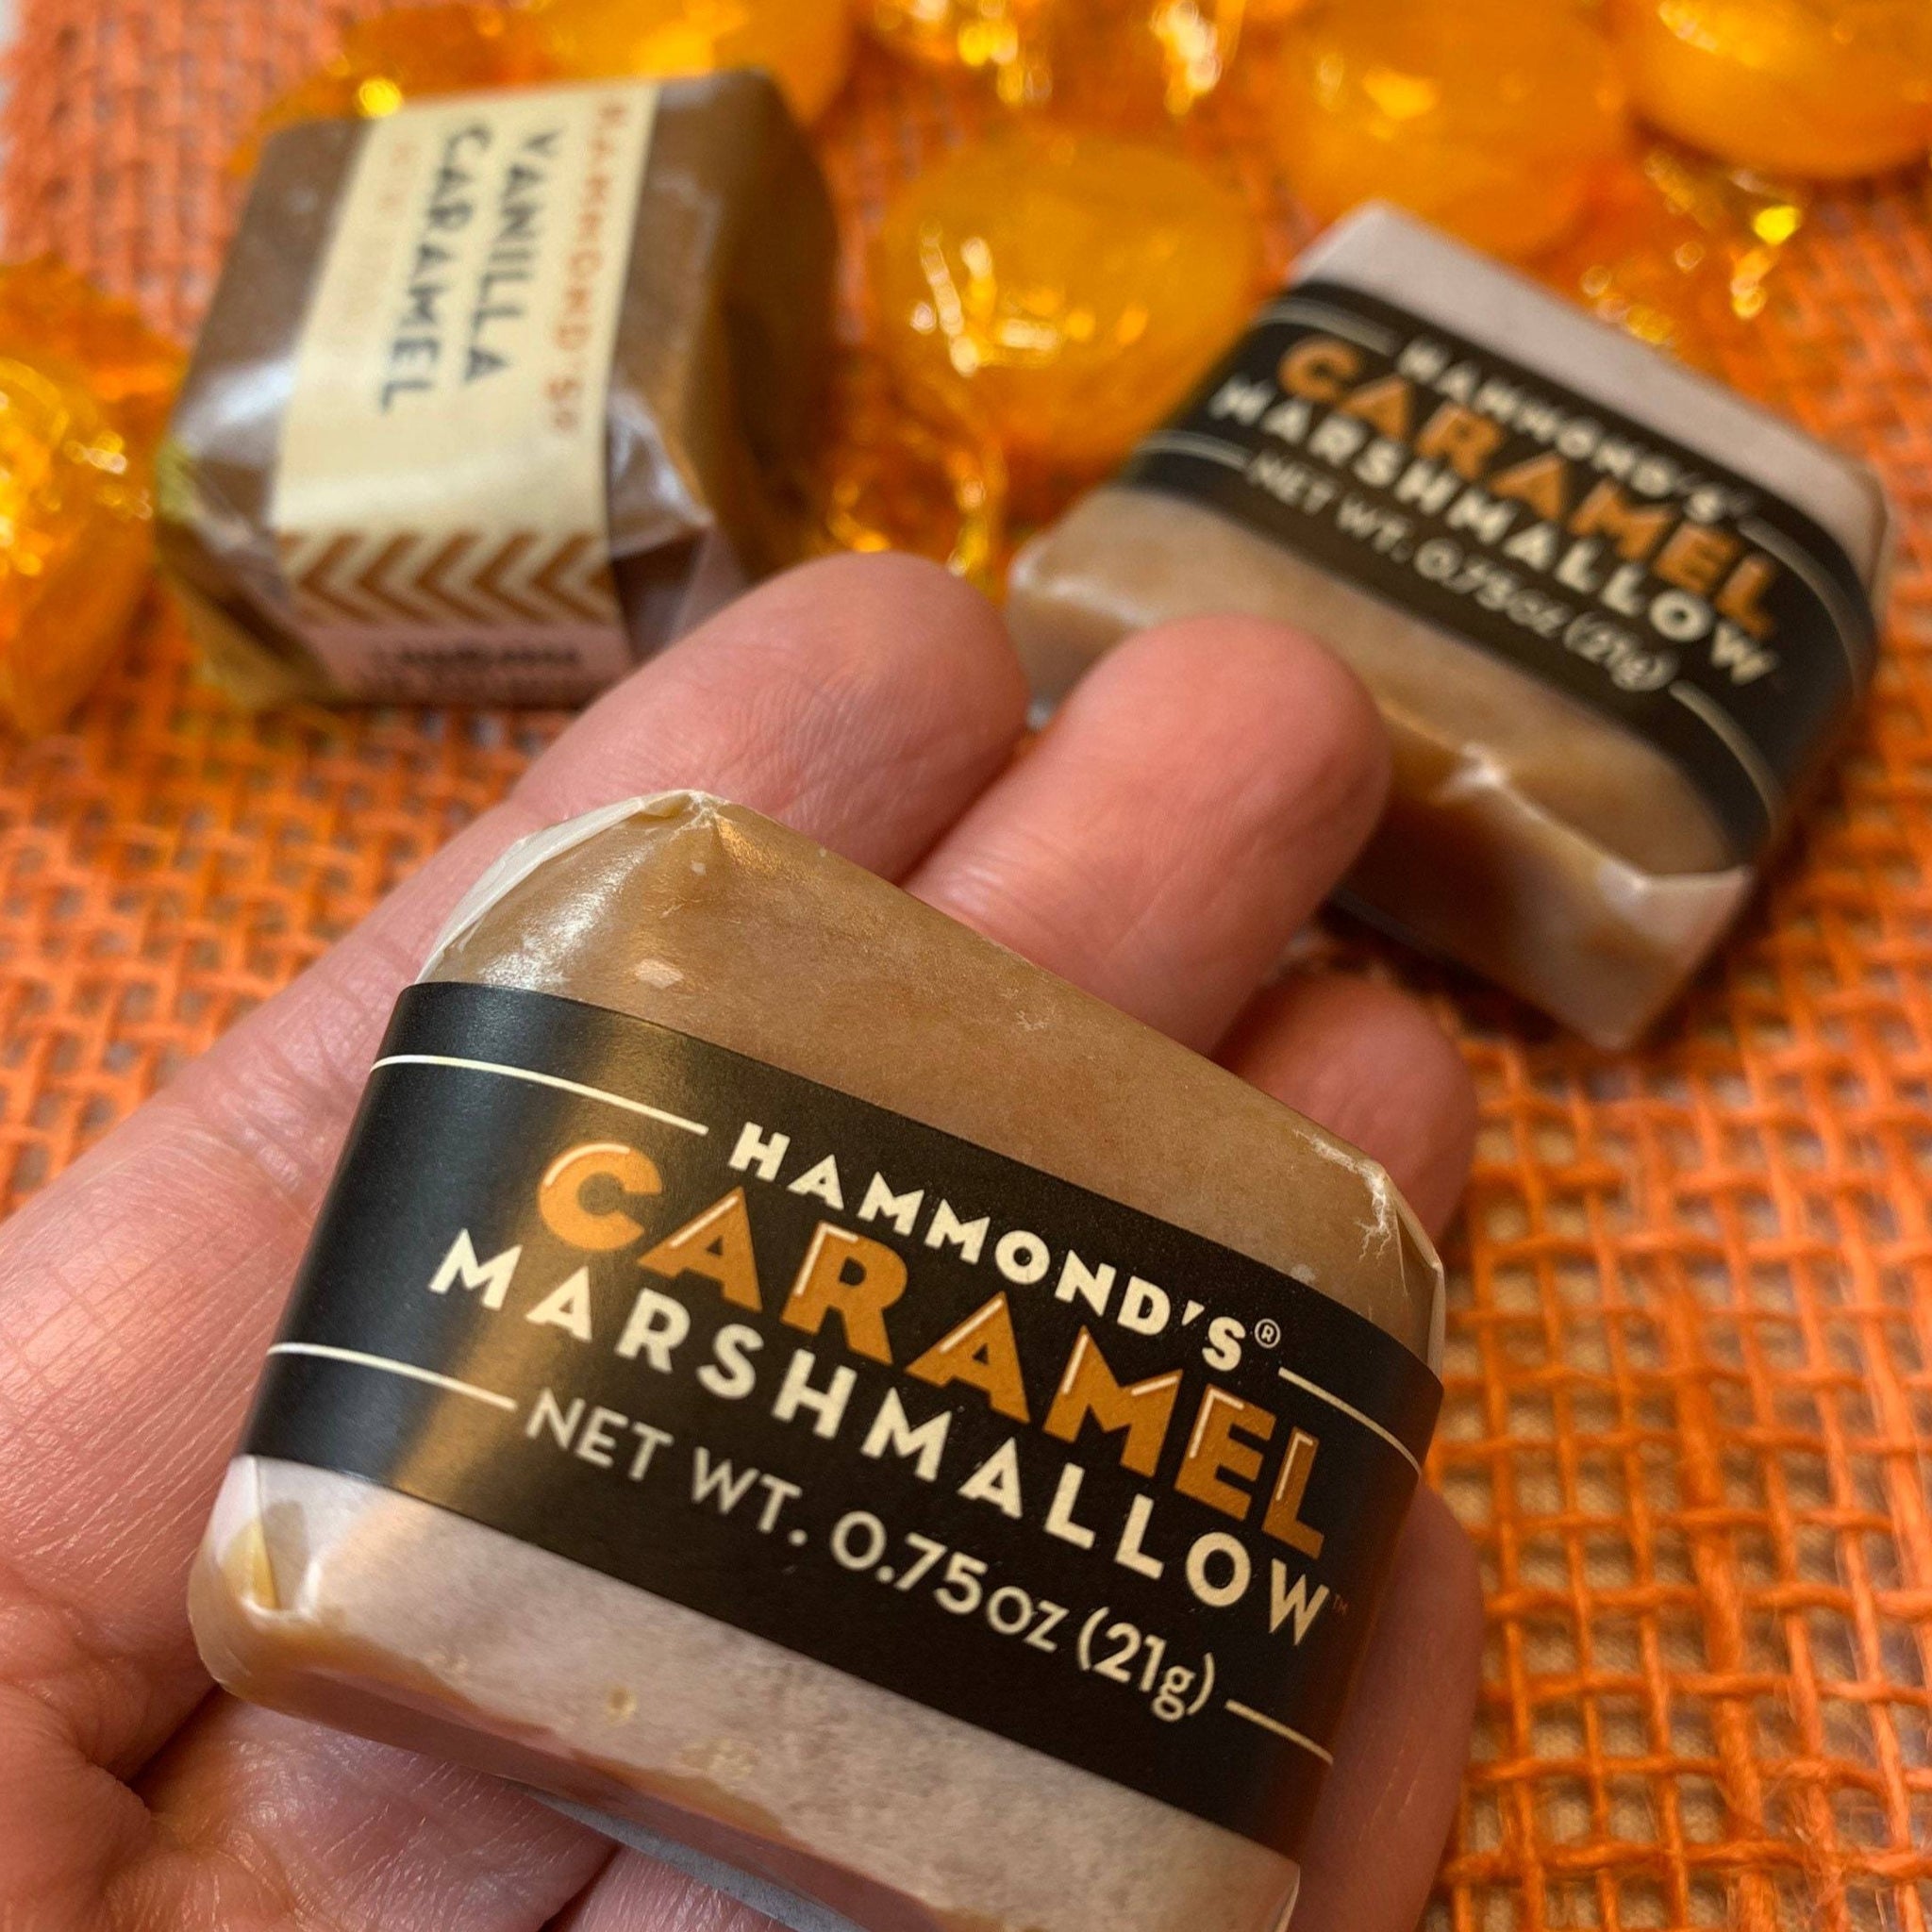 HAMMOND'S®
VANILLA
CARAMEL
HAMMOND'S®
CARAMEL
MARSHMALLOW
NET WT. 0.75oz (21g)
HAMMOND'S®
CARAMEL
MARSHMALLOW™
NET WT. 0.75oz (21g)